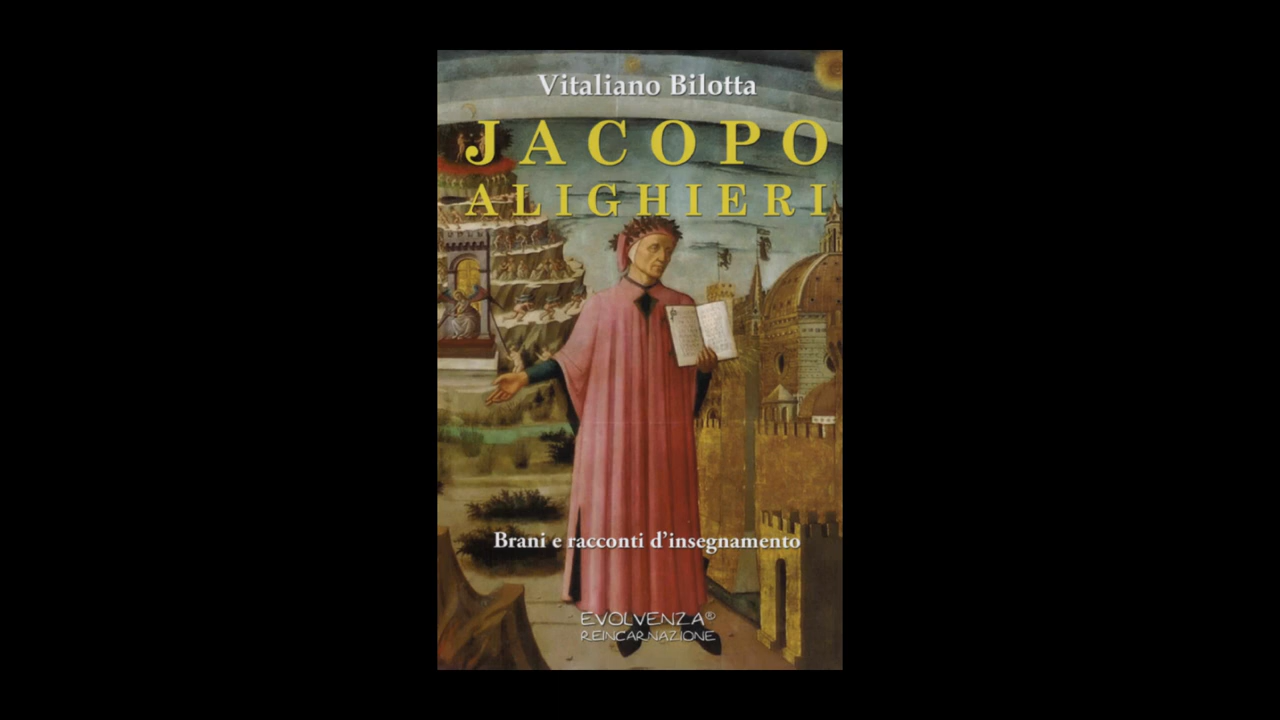 Vitaliano Bilotta
JACOPO
ALIGHIERI
Brani e racconti d’insegnamento
EVOLVENZA®
REINCARNAZIONE